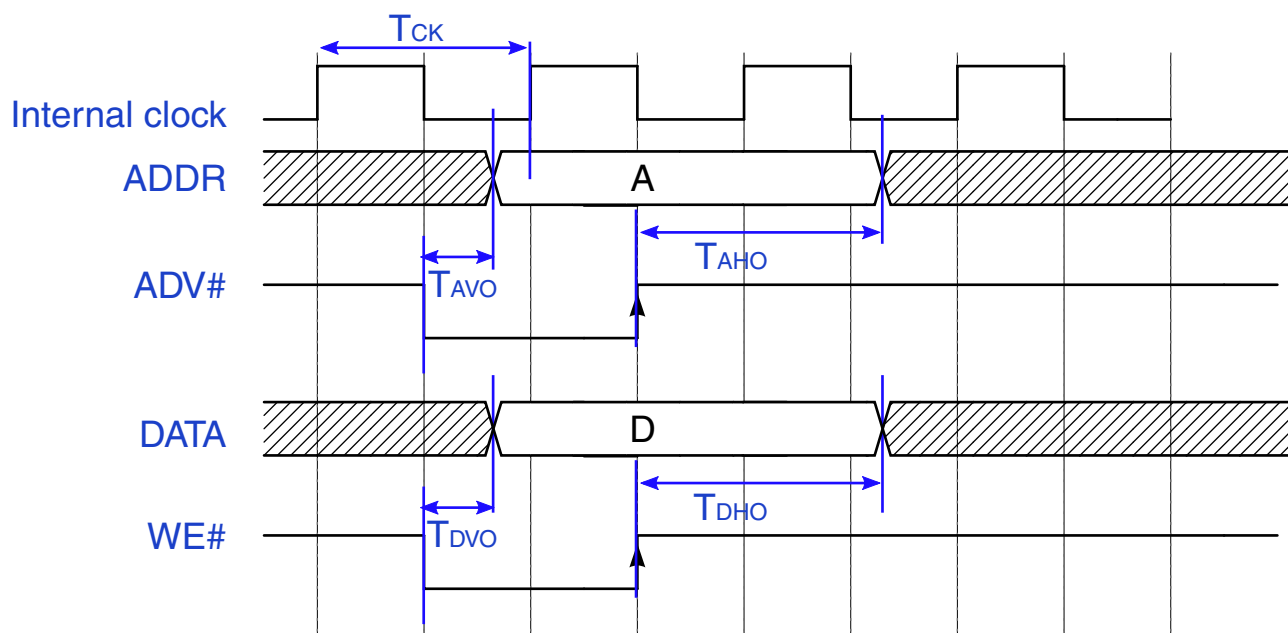 TCK
Internal clock
ADDR
A
TAHO
ADV#
TAVO
DATA
D
TDHO
WE#
TDVO